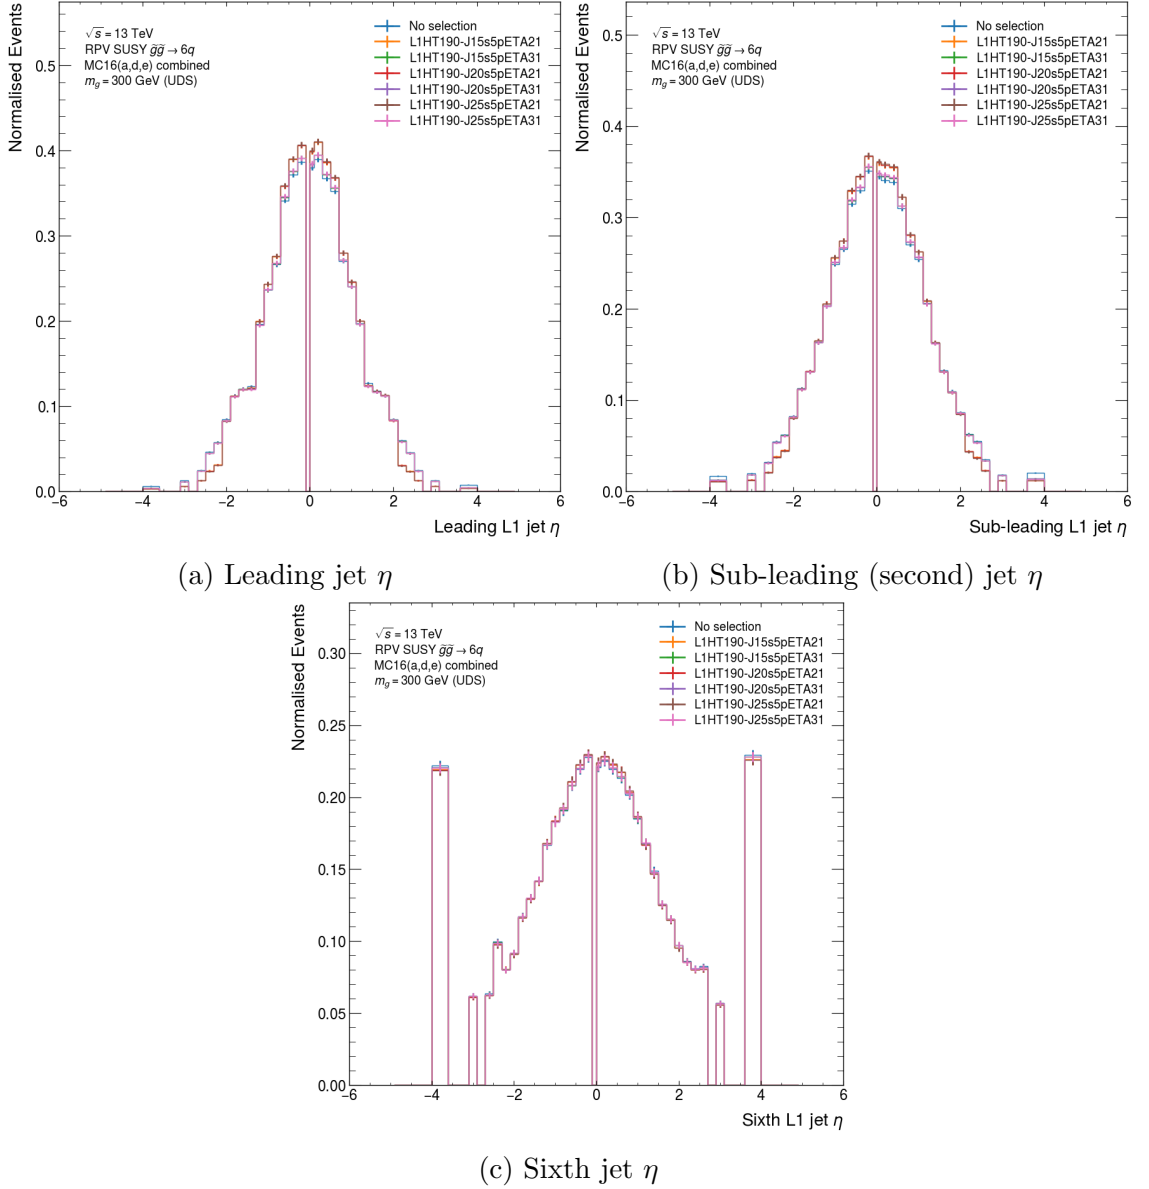 Normalised Events
√s = 13 TeV
RPV SUSY g̃g̃ → 6q
MC16(a,d,e) combined
m_g = 300 GeV (UDS)
No selection
L1HT190-J15s5pETA21
L1HT190-J15s5pETA31
L1HT190-J20s5pETA21
L1HT190-J20s5pETA31
L1HT190-J25s5pETA21
L1HT190-J25s5pETA31
0.5
0.4
0.3
0.2
0.1
0.0
−6 −4 −2 0 2 4 6
Leading L1 jet η
(a) Leading jet η
Normalised Events
√s = 13 TeV
RPV SUSY g̃g̃ → 6q
MC16(a,d,e) combined
m_g = 300 GeV (UDS)
No selection
L1HT190-J15s5pETA21
L1HT190-J15s5pETA31
L1HT190-J20s5pETA21
L1HT190-J20s5pETA31
L1HT190-J25s5pETA21
L1HT190-J25s5pETA31
0.5
0.4
0.3
0.2
0.1
0.0
−6 −4 −2 0 2 4 6
Sub-leading L1 jet η
(b) Sub-leading (second) jet η
Normalised Events
√s = 13 TeV
RPV SUSY g̃g̃ → 6q
MC16(a,d,e) combined
m_g = 300 GeV (UDS)
No selection
L1HT190-J15s5pETA21
L1HT190-J15s5pETA31
L1HT190-J20s5pETA21
L1HT190-J20s5pETA31
L1HT190-J25s5pETA21
L1HT190-J25s5pETA31
0.30
0.25
0.20
0.15
0.10
0.05
0.00
−6 −4 −2 0 2 4 6
Sixth L1 jet η
(c) Sixth jet η